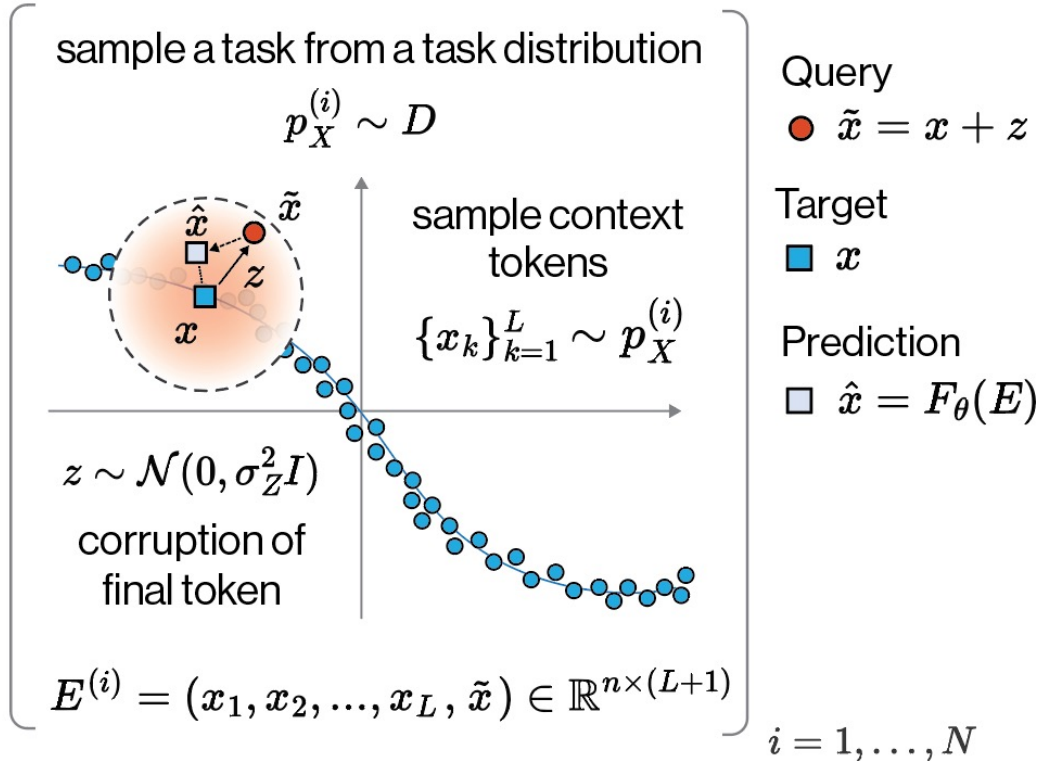 sample a task from a task distribution
$p_X^{(i)} \sim D$
$\tilde{x}$
$\hat{x}$
$z$
$x$
sample context
tokens
$\{x_k\}_{k=1}^{L} \sim p_X^{(i)}$
$z \sim \mathcal{N}(0, \sigma_Z^2 I)$
corruption of
final token
$E^{(i)} = (x_1, x_2, ..., x_L, \tilde{x}) \in \mathbb{R}^{n \times (L+1)}$
Query
$\tilde{x} = x + z$
Target
$x$
Prediction
$\hat{x} = F_\theta(E)$
$i = 1, \ldots, N$